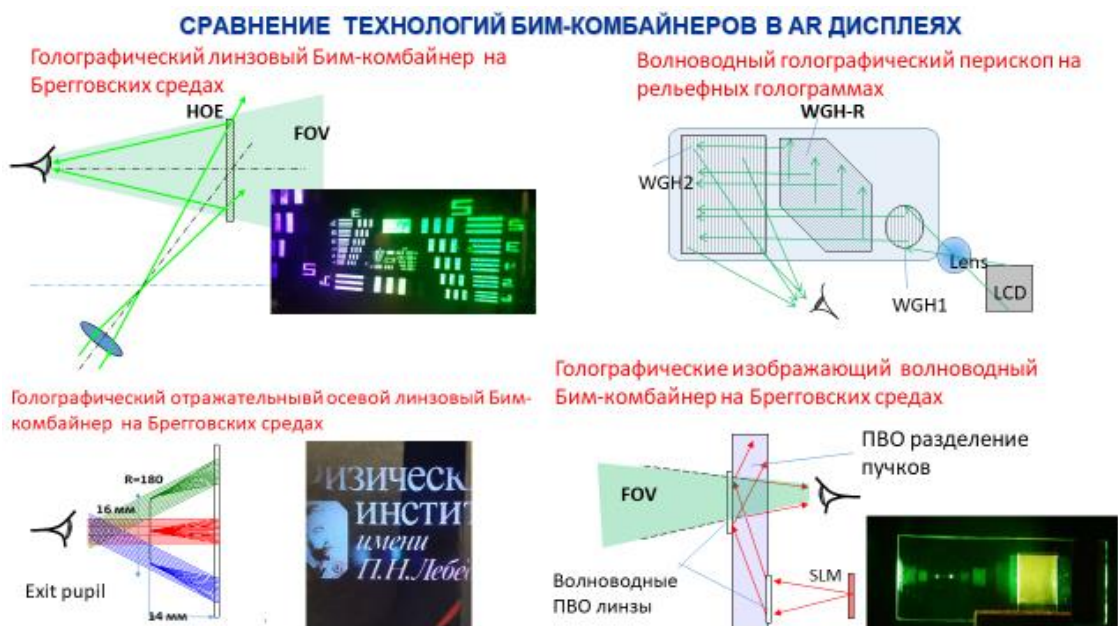 СРАВНЕНИЕ ТЕХНОЛОГИЙ БИМ-КОМБАЙНЕРОВ В AR ДИСПЛЕЯХ
Голографический линзовый Бим-комбайнер на
Брегговских средах
HOE
FOV
Волноводный голографический перископ на
рельефных голограммах
WGH-R
WGH2
WGH1
Lens
LCD
Голографический отражательнывй осевой линзовый Бим-
комбайнер на Брегговских средах
R=180
16 мм
Exit pupil
14 мм
изическ
инсти
имени
П.Н.Лебе
Голографические изображающий волноводный
Бим-комбайнер на Брегговских средах
ПВО разделение
пучков
FOV
Волноводные
ПВО линзы
SLM